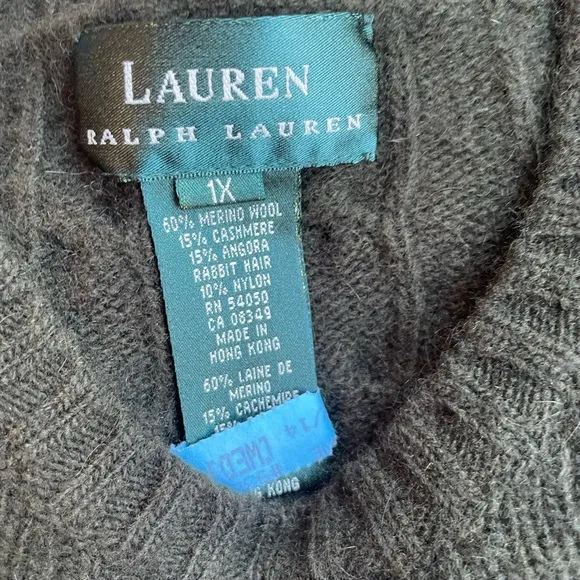 LAUREN
RALPH LAUREN
1X
60% MERINO WOOL
15% CASHMERE
15% ANGORA
RABBIT HAIR
10% NYLON
RN 54050
CA 08349
MADE IN
HONG KONG
60% LAINE DE
MERINO
15% CACHEMIRE
15%
KONG